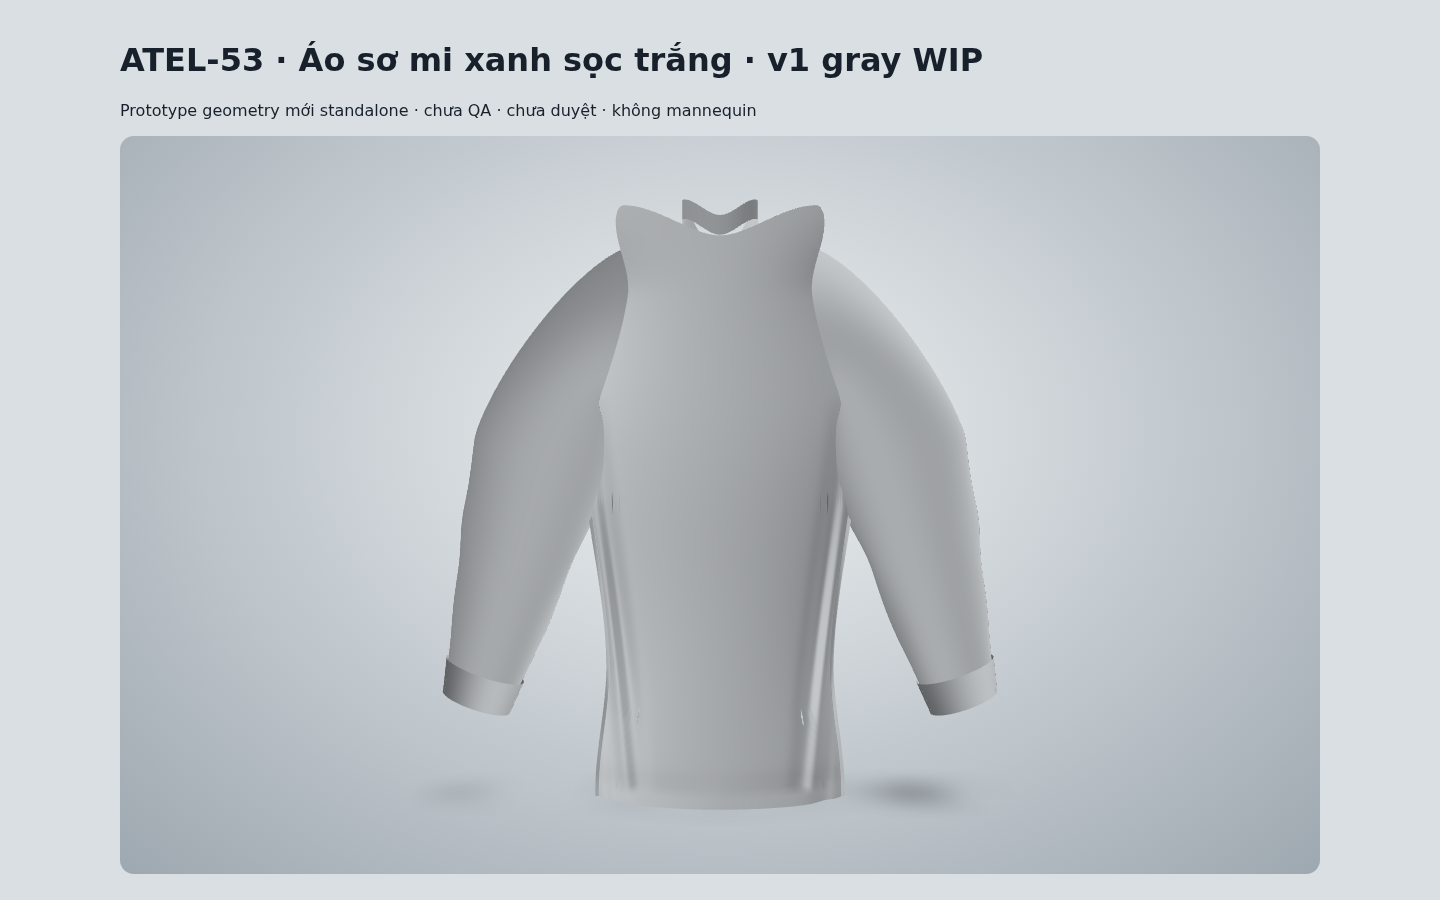 ATEL-53 · Áo sơ mi xanh sọc trắng · v1 gray WIP
Prototype geometry mới standalone · chưa QA · chưa duyệt · không mannequin